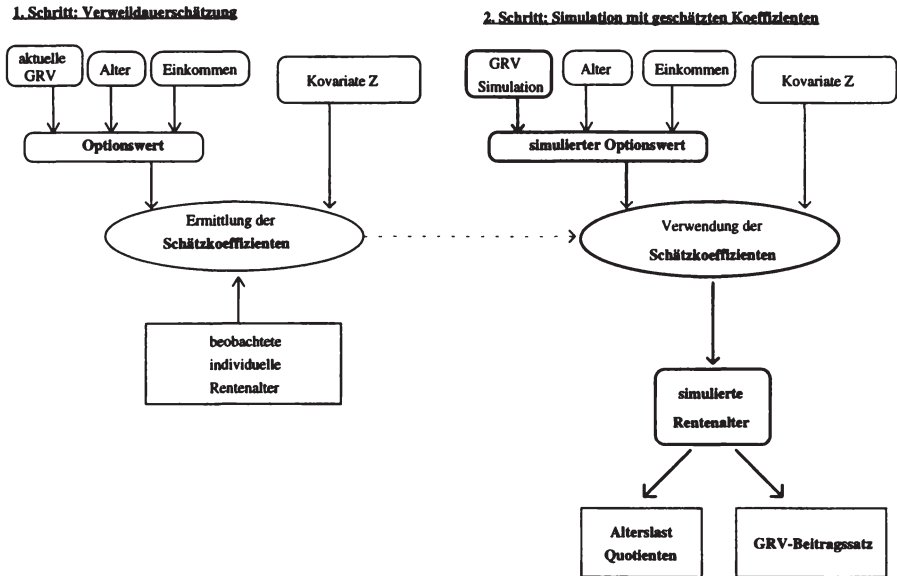 1. Schritt: Verweildauerschätzung
aktuelle
GRV
Alter
Einkommen
Kovariate Z
Optionswert
Ermittlung der
Schätzkoeffizienten
beobachtete
individuelle
Rentenalter
2. Schritt: Simulation mit geschätzten Koeffizienten
GRV
Simulation
Alter
Einkommen
Kovariate Z
simulierter Optionswert
Verwendung der
Schätzkoeffizienten
simulierte
Rentenalter
Alterslast
Quotienten
GRV-Beitragssatz